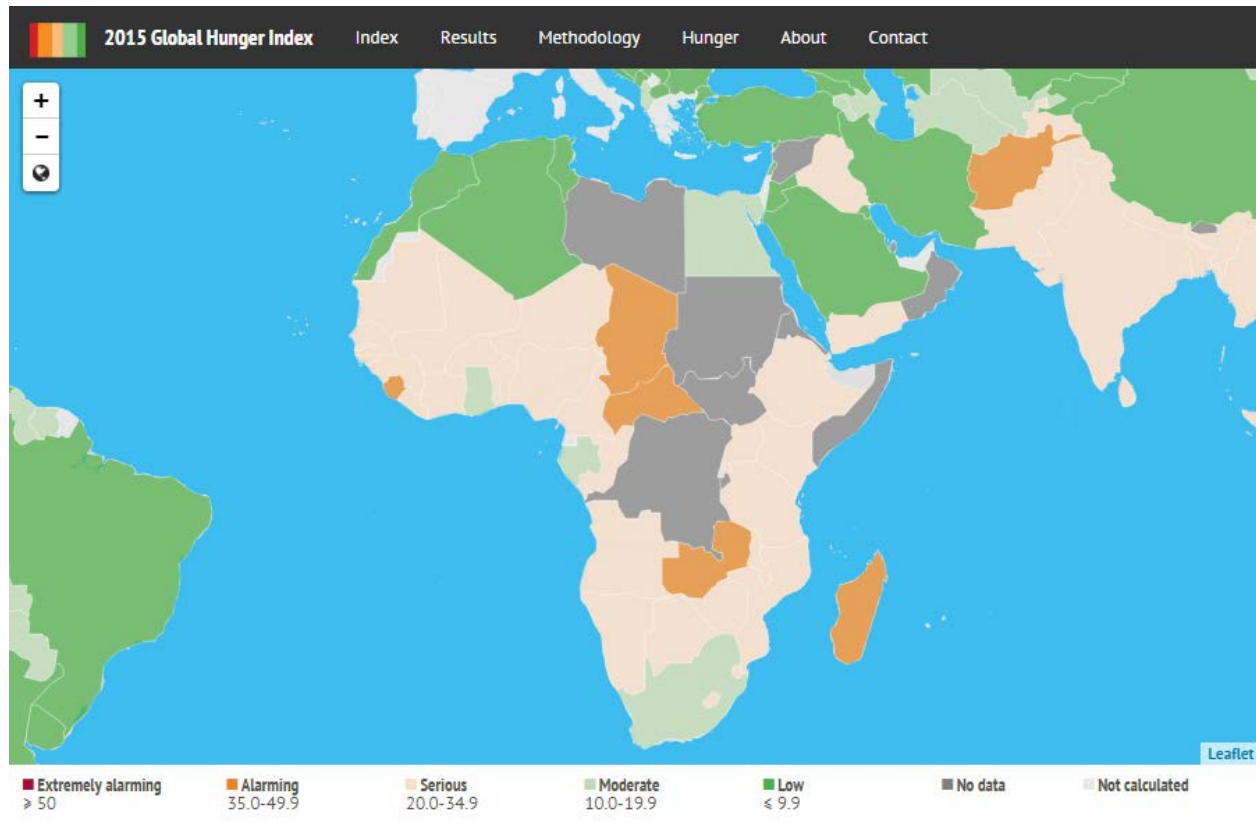 2015 Global Hunger Index Index Results Methodology Hunger About Contact
+
−
Leaflet
Extremely alarming Alarming Serious Moderate Low No data Not calculated
⩾ 50 35.0-49.9 20.0-34.9 10.0-19.9 ⩽ 9.9